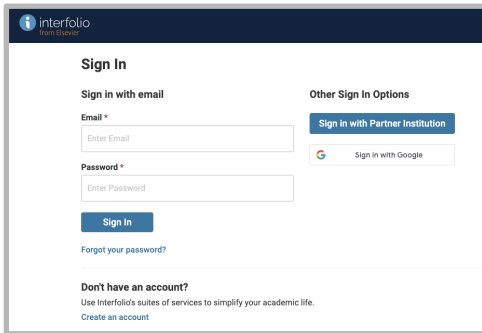 interfolio
from Elsevier
Sign In
Sign in with email
Email *
Enter Email
Password *
Enter Password
Sign In
Forgot your password?
Other Sign In Options
Sign in with Partner Institution
Sign in with Google
Don't have an account?
Use Interfolio's suites of services to simplify your academic life.
Create an account